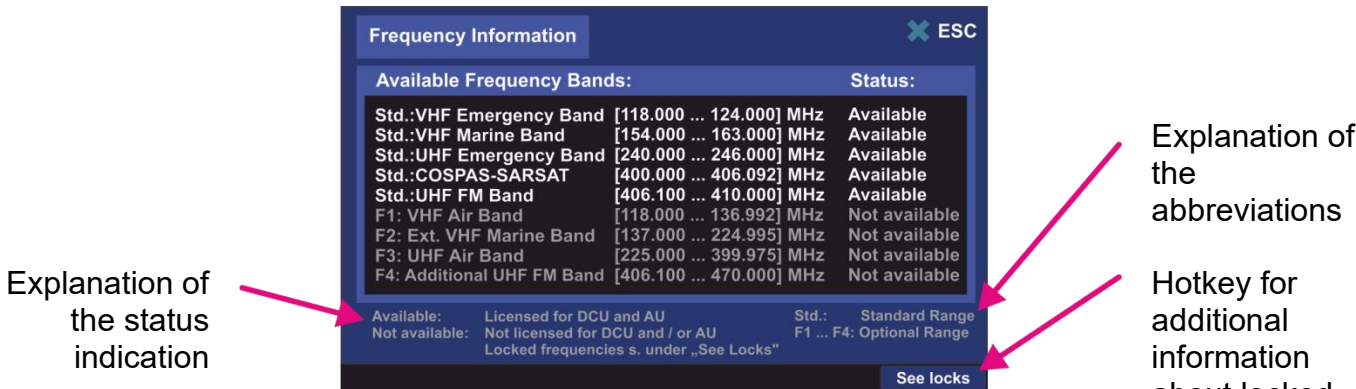 Frequency Information
ESC
Available Frequency Bands: Status:
Std.:VHF Emergency Band [118.000 ... 124.000] MHz Available
Std.:VHF Marine Band [154.000 ... 163.000] MHz Available
Std.:UHF Emergency Band [240.000 ... 246.000] MHz Available
Std.:COSPAS-SARSAT [400.000 ... 406.092] MHz Available
Std.:UHF FM Band [406.100 ... 410.000] MHz Available
F1: VHF Air Band [118.000 ... 136.992] MHz Not available
F2: Ext. VHF Marine Band [137.000 ... 224.995] MHz Not available
F3: UHF Air Band [225.000 ... 399.975] MHz Not available
F4: Additional UHF FM Band [406.100 ... 470.000] MHz Not available
Available: Licensed for DCU and AU Std.: Standard Range
Not available: Not licensed for DCU and / or AU F1 ... F4: Optional Range
Locked frequencies s. under „See Locks"
See locks
Explanation of
the status
indication
Explanation of
the
abbreviations
Hotkey for
additional
information
about locked